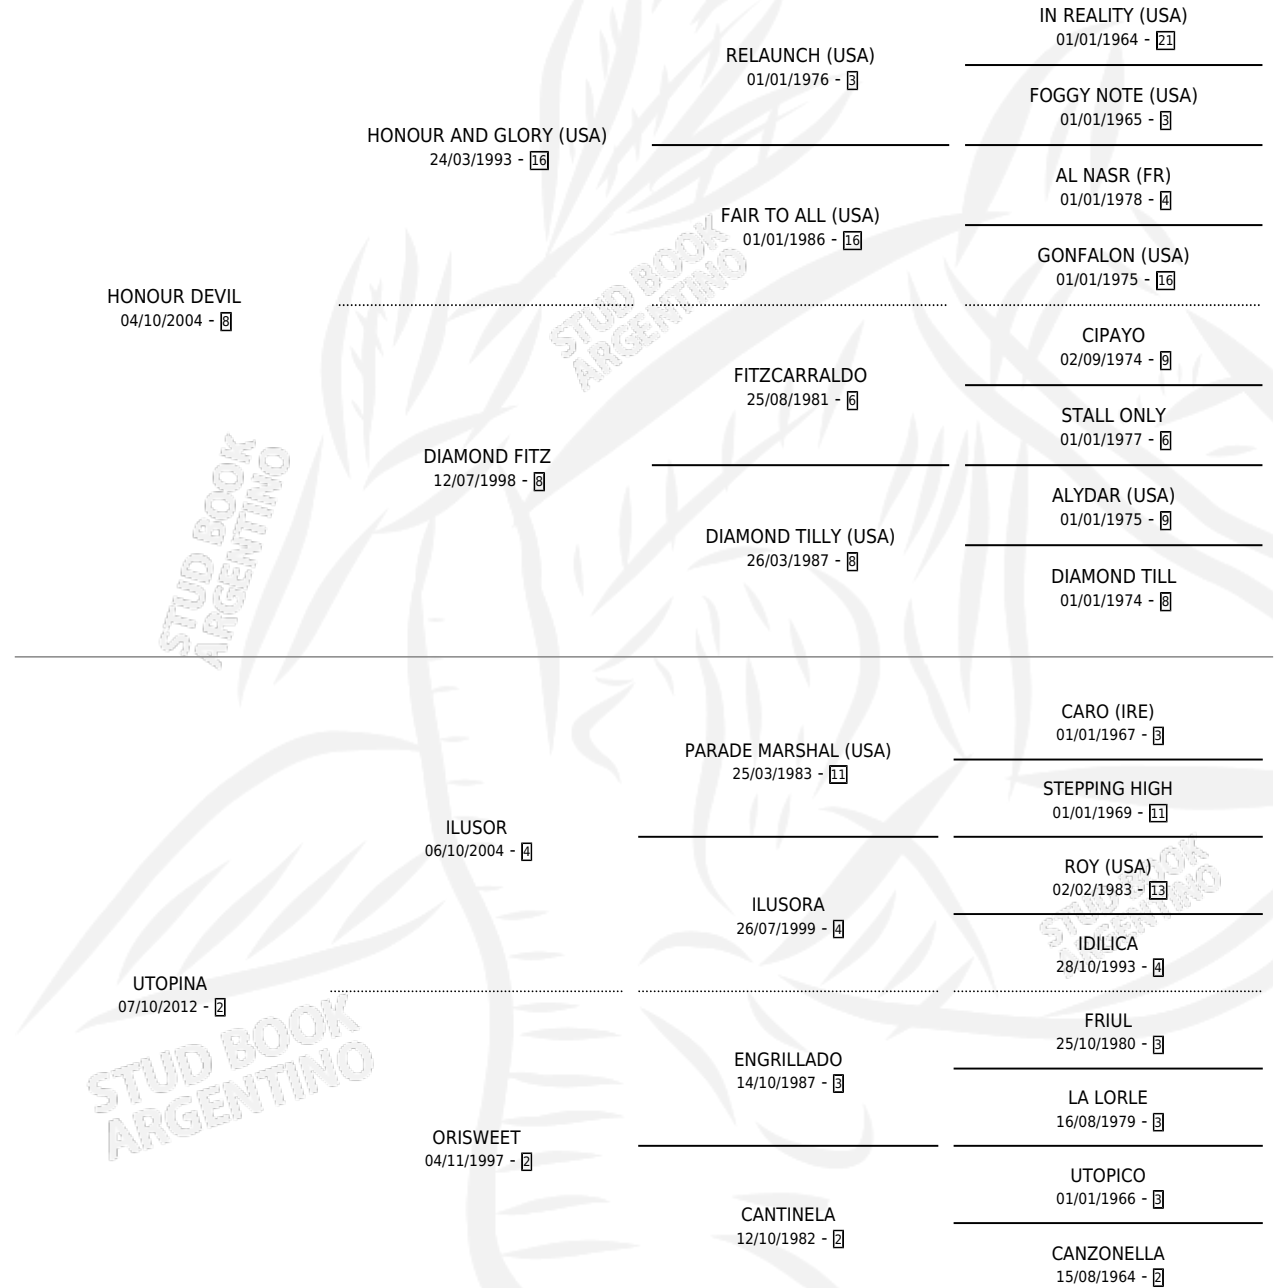 IN REALITY (USA)
01/01/1964 - 21
RELAUNCH (USA)
01/01/1976 - 3
FOGGY NOTE (USA)
01/01/1965 - 3
HONOUR AND GLORY (USA)
24/03/1993 - 16
AL NASR (FR)
01/01/1978 - 4
FAIR TO ALL (USA)
01/01/1986 - 16
GONFALON (USA)
01/01/1975 - 16
HONOUR DEVIL
04/10/2004 - 8
STUD BOOK
ARGENTINO
CIPAYO
02/09/1974 - 9
FITZCARRALDO
25/08/1981 - 6
STALL ONLY
01/01/1977 - 6
DIAMOND FITZ
12/07/1998 - 8
ALYDAR (USA)
01/01/1975 - 9
DIAMOND TILLY (USA)
26/03/1987 - 8
DIAMOND TILL
01/01/1974 - 8
STUD BOOK
ARGENTINO
CARO (IRE)
01/01/1967 - 3
PARADE MARSHAL (USA)
25/03/1983 - 11
STEPPING HIGH
01/01/1969 - 11
ILUSOR
06/10/2004 - 4
ROY (USA)
02/02/1983 - 13
ILUSORA
26/07/1999 - 4
IDILICA
28/10/1993 - 4
STUD BOOK
ARGENTINO
UTOPINA
07/10/2012 - 2
FRIUL
25/10/1980 - 3
ENGRILLADO
14/10/1987 - 3
LA LORLE
16/08/1979 - 3
STUD BOOK
ARGENTINO
ORISWEET
04/11/1997 - 2
UTOPICO
01/01/1966 - 3
CANTINELA
12/10/1982 - 2
CANZONELLA
15/08/1964 - 2